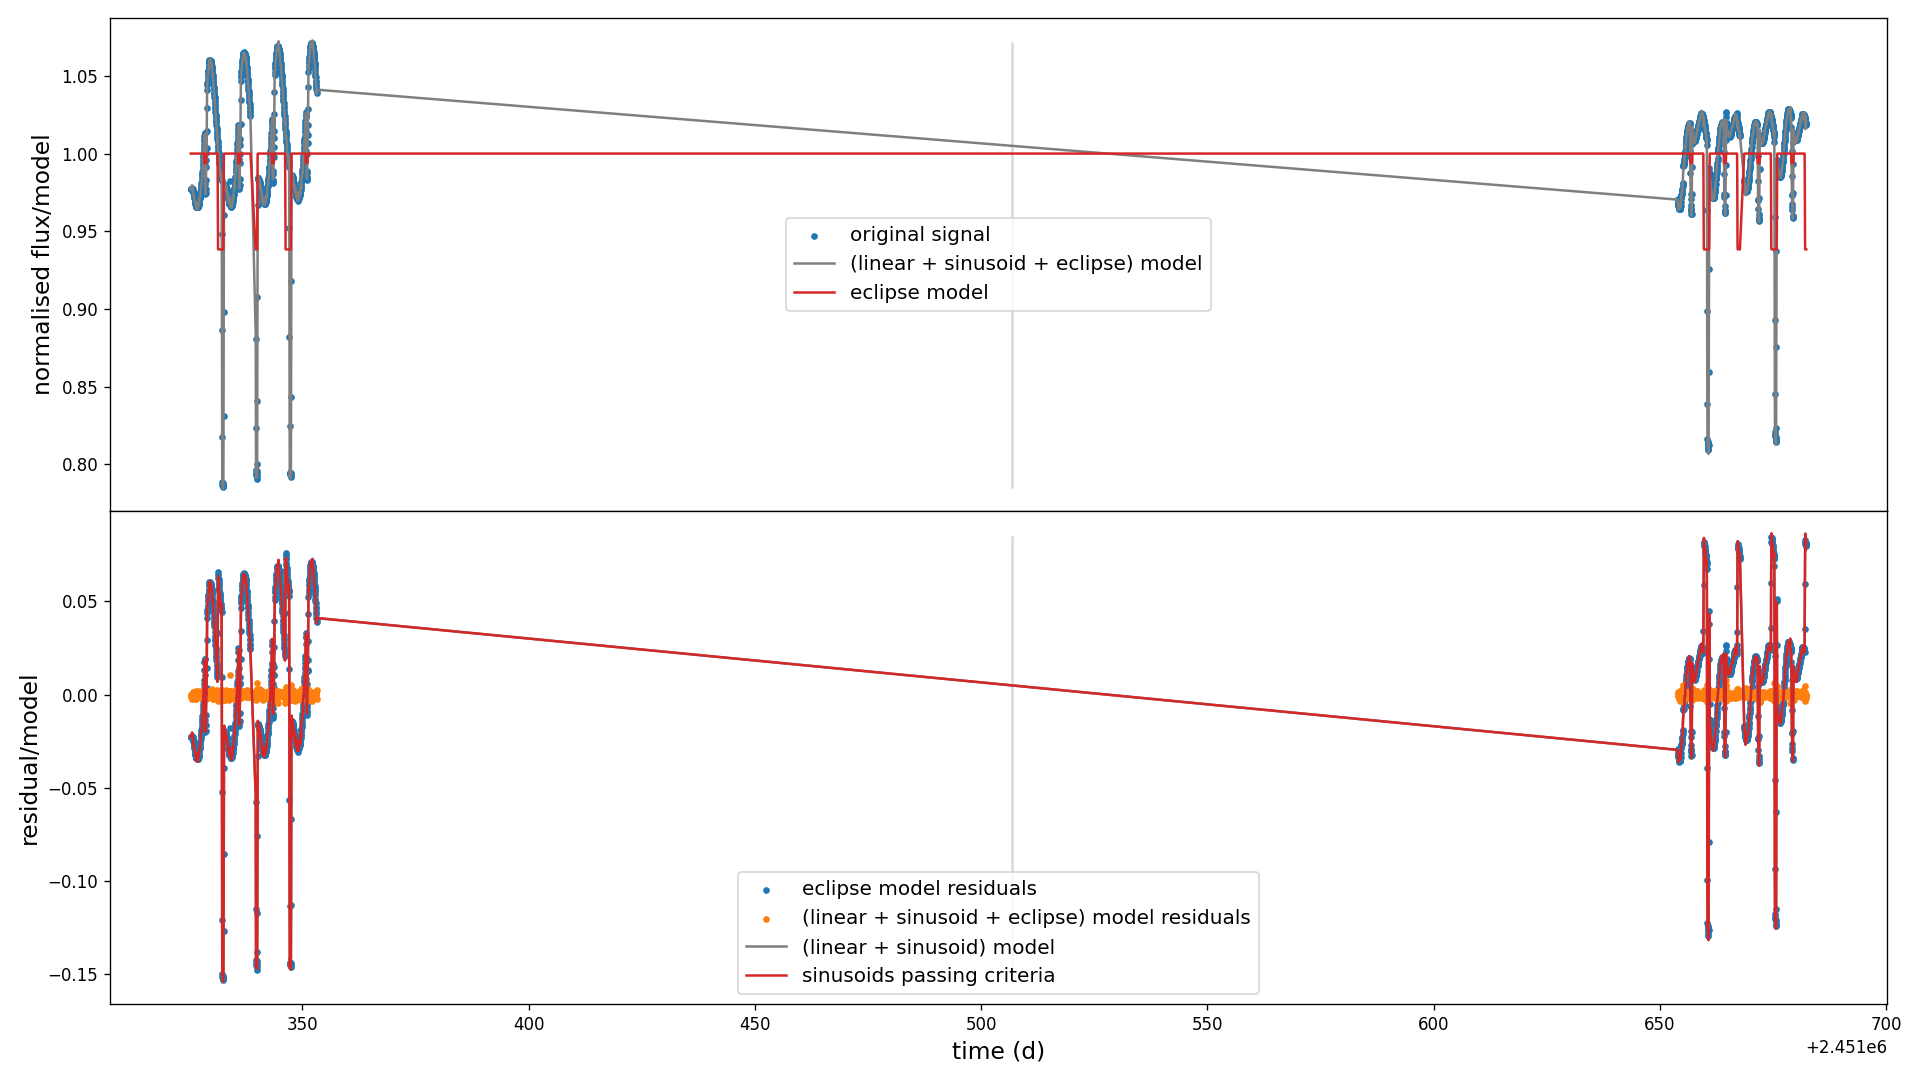 normalised flux/model
1.05
1.00
0.95
0.90
0.85
0.80
original signal
(linear + sinusoid + eclipse) model
eclipse model
residual/model
0.05
0.00
−0.05
−0.10
−0.15
eclipse model residuals
(linear + sinusoid + eclipse) model residuals
(linear + sinusoid) model
sinusoids passing criteria
350 400 450 500 550 600 650 700
time (d)
+2.451e6